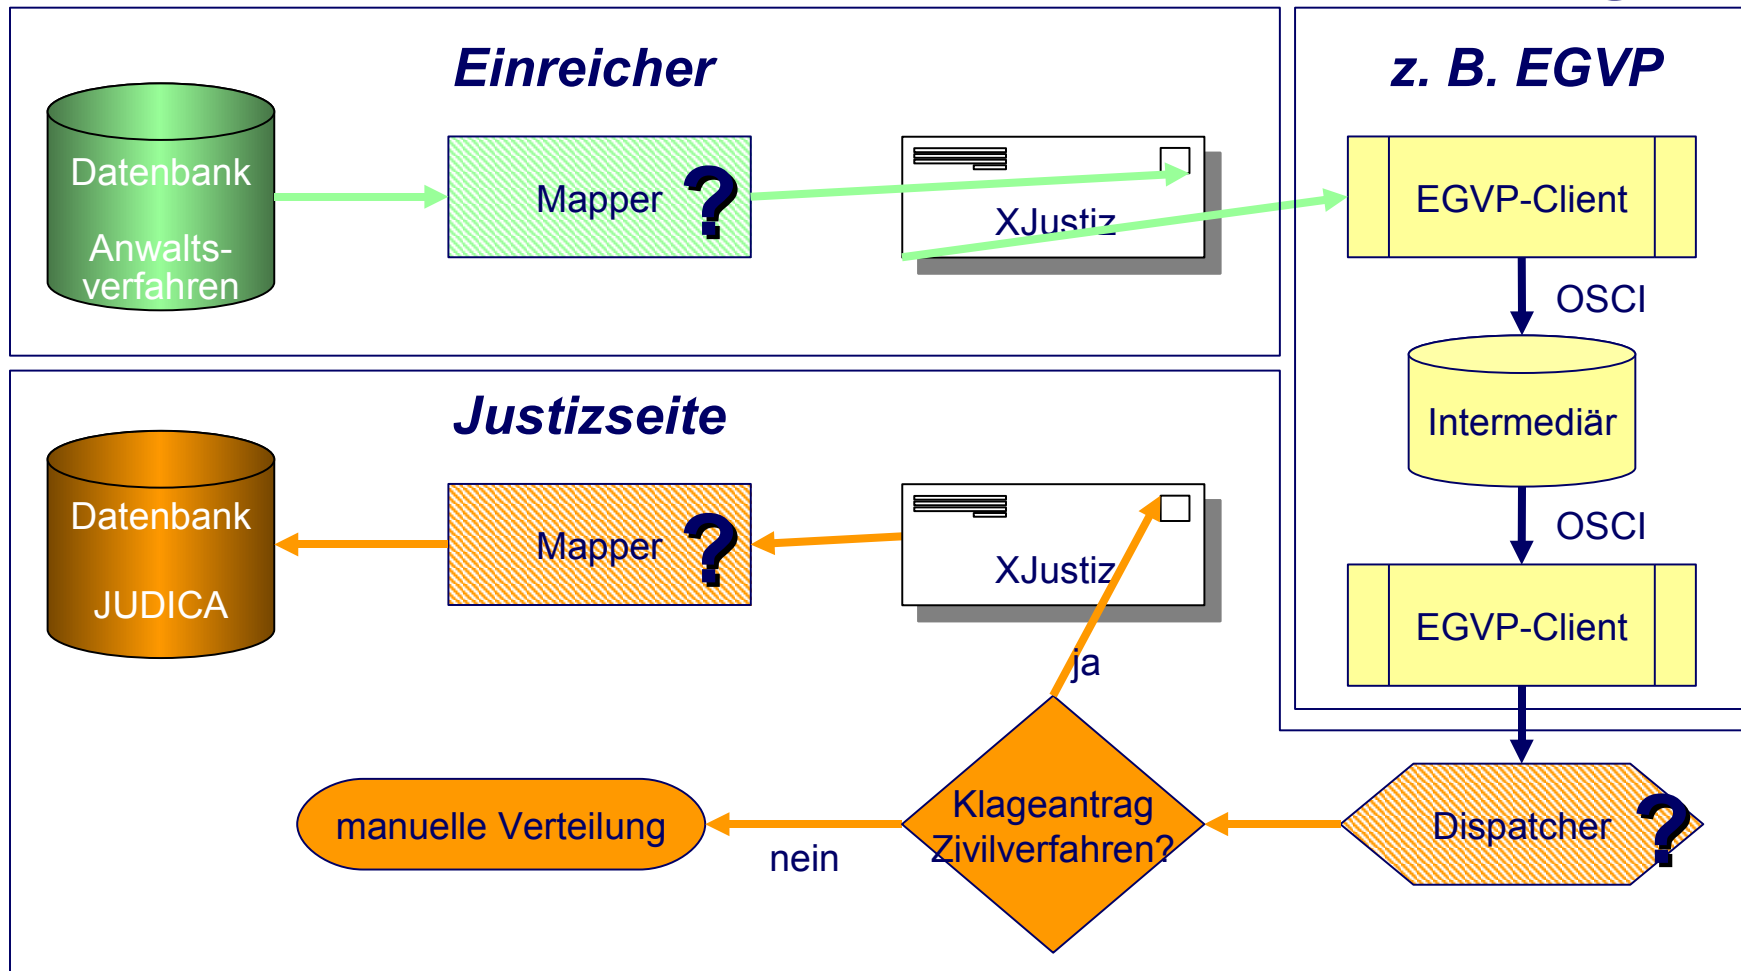 Einreicher
z. B. EGVP
Datenbank
Anwalts-
verfahren
Mapper ?
XJustiz
EGVP-Client
OSCI
Intermediär
OSCI
EGVP-Client
Justizseite
Datenbank
JUDICA
Mapper ?
XJustiz
ja
Klageantrag
Zivilverfahren?
nein
manuelle Verteilung
Dispatcher ?